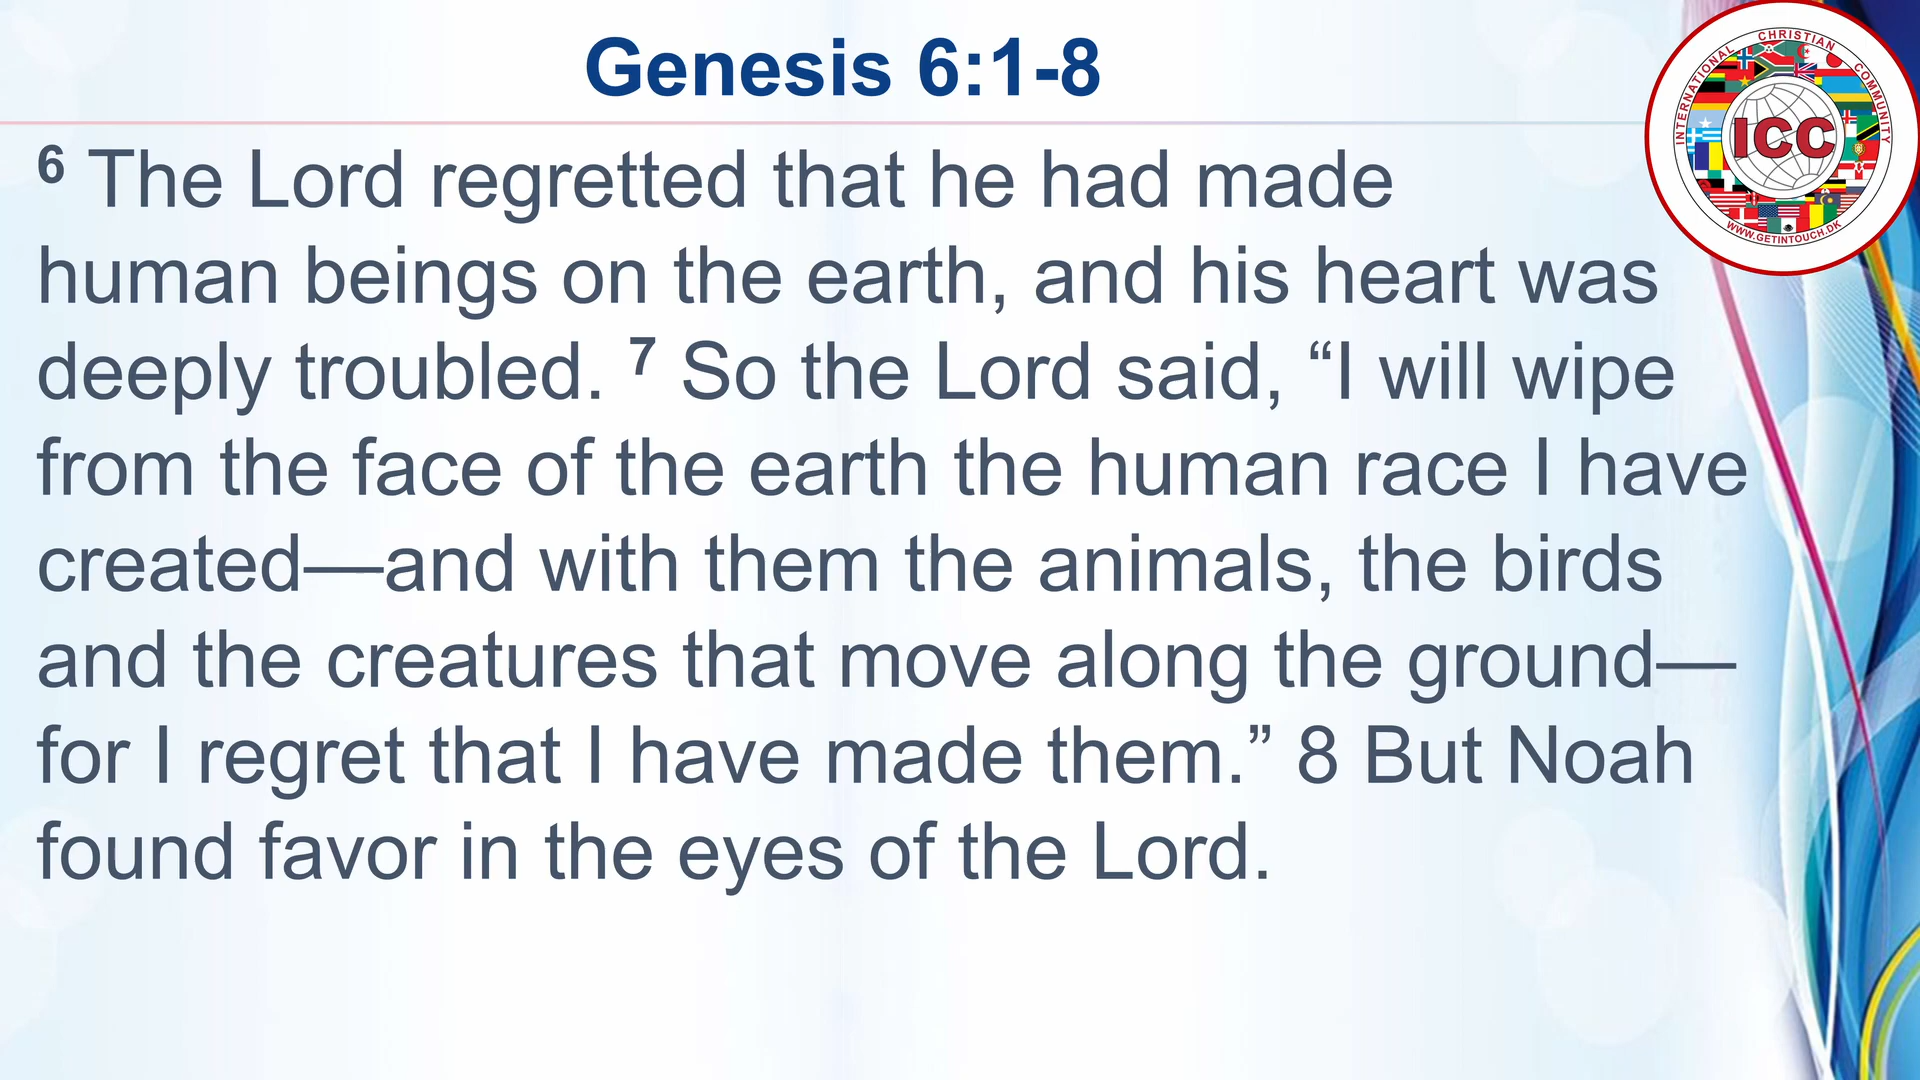 Genesis 6:1-8
INTERNATIONAL CHRISTIAN COMMUNITY
ICC
WWW.GETINTOUCH.DK
6 The Lord regretted that he had made
human beings on the earth, and his heart was
deeply troubled. 7 So the Lord said, “I will wipe
from the face of the earth the human race I have
created—and with them the animals, the birds
and the creatures that move along the ground—
for I regret that I have made them.” 8 But Noah
found favor in the eyes of the Lord.